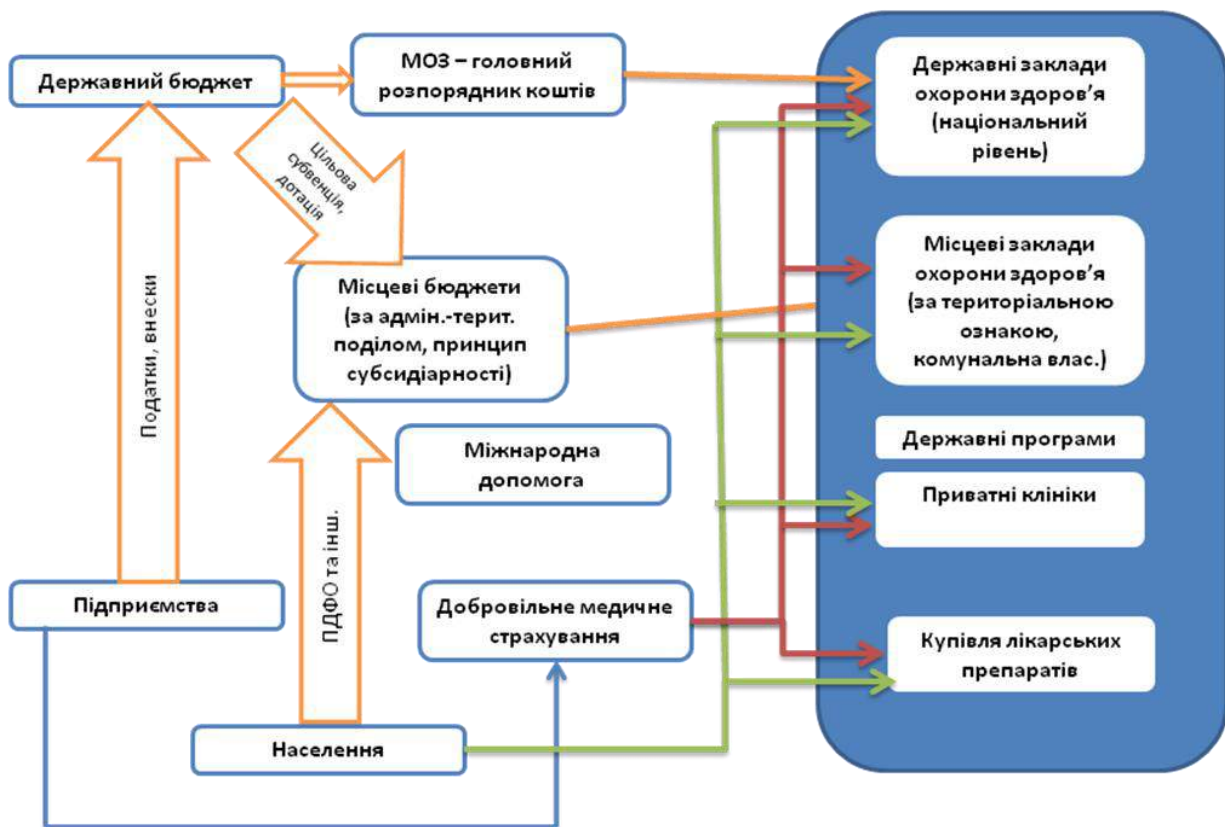 Державний бюджет
МОЗ – головний
розпорядник коштів
Державні заклади
охорони здоров'я
(національний
рівень)
Цільова
субвенція,
дотація
Податки, внески
Місцеві бюджети
(за адмін.-терит.
поділом, принцип
субсидіарності)
Місцеві заклади
охорони здоров'я
(за територіальною
ознакою,
комунальна влас.)
Міжнародна
допомога
Державні програми
Приватні клініки
ПДФО та інш.
Підприємства
Добровільне медичне
страхування
Купівля лікарських
препаратів
Населення